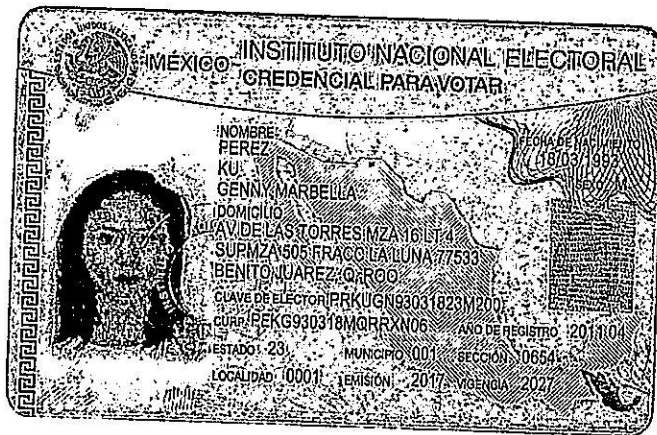 MÉXICO INSTITUTO NACIONAL ELECTORAL
CREDENCIAL PARA VOTAR
NOMBRE
PEREZ
KU
GENNY MARBELLA
FECHA DE NACIMIENTO
18/03/1993
SEXO M
DOMICILIO
AV DE LAS TORRES MZA 16 LT 4
SUPMZA 505 FRACC LA LUNA 77533
BENITO JUAREZ, Q. ROO
CLAVE DE ELECTOR PRKUGN93031823M200
CURP PEKG930318MQRRXN06 AÑO DE REGISTRO 2011 04
ESTADO 23 MUNICIPIO 001 SECCIÓN 0654
LOCALIDAD 0001 EMISIÓN 2017 VIGENCIA 2027